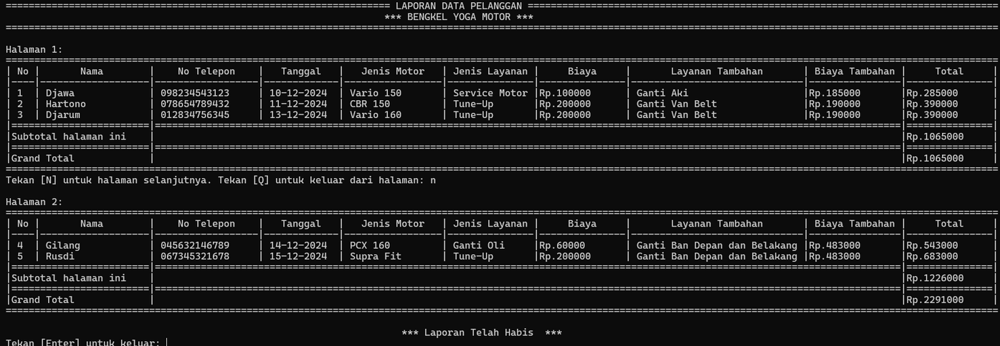 LAPORAN DATA PELANGGAN
*** BENGKEL YOGA MOTOR ***
Halaman 1:
| No | Nama | No Telepon | Tanggal | Jenis Motor | Jenis Layanan | Biaya | Layanan Tambahan | Biaya Tambahan | Total |
| 1 | Djawa | 098234543123 | 10-12-2024 | Vario 150 | Service Motor |Rp.100000 | Ganti Aki |Rp.185000 |Rp.285000 |
| 2 | Hartono | 078654789432 | 11-12-2024 | CBR 150 | Tune-Up |Rp.200000 | Ganti Van Belt |Rp.190000 |Rp.390000 |
| 3 | Djarum | 012834756345 | 13-12-2024 | Vario 160 | Tune-Up |Rp.200000 | Ganti Van Belt |Rp.190000 |Rp.390000 |
|Subtotal halaman ini | |Rp.1065000 |
|Grand Total | |Rp.1065000 |
Tekan [N] untuk halaman selanjutnya. Tekan [Q] untuk keluar dari halaman: n
Halaman 2:
| No | Nama | No Telepon | Tanggal | Jenis Motor | Jenis Layanan | Biaya | Layanan Tambahan | Biaya Tambahan | Total |
| 4 | Gilang | 045632146789 | 14-12-2024 | PCX 160 | Ganti Oli |Rp.60000 | Ganti Ban Depan dan Belakang |Rp.483000 |Rp.543000 |
| 5 | Rusdi | 067345321678 | 15-12-2024 | Supra Fit | Tune-Up |Rp.200000 | Ganti Ban Depan dan Belakang |Rp.483000 |Rp.683000 |
|Subtotal halaman ini | |Rp.1226000 |
|Grand Total | |Rp.2291000 |
*** Laporan Telah Habis ***
Tekan [Enter] untuk keluar: